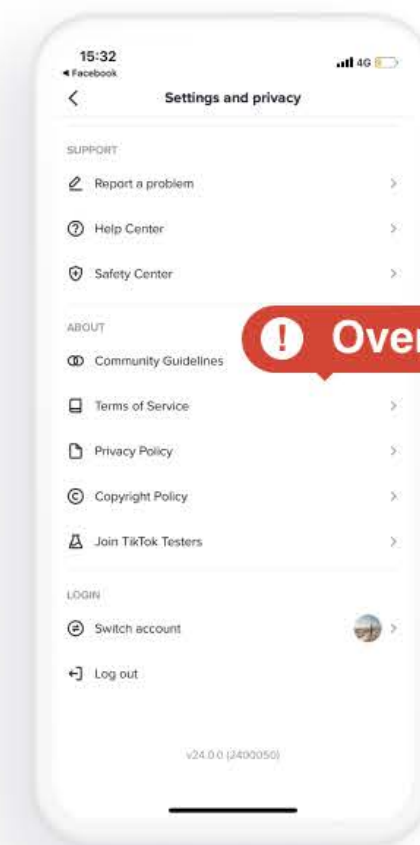 15:32
4G
◀ Facebook
Settings and privacy
SUPPORT
Report a problem
Help Center
Safety Center
ABOUT
! Over
Community Guidelines
Terms of Service
Privacy Policy
Copyright Policy
Join TikTok Testers
LOGIN
Switch account
Log out
v24.0.0 (2400050)